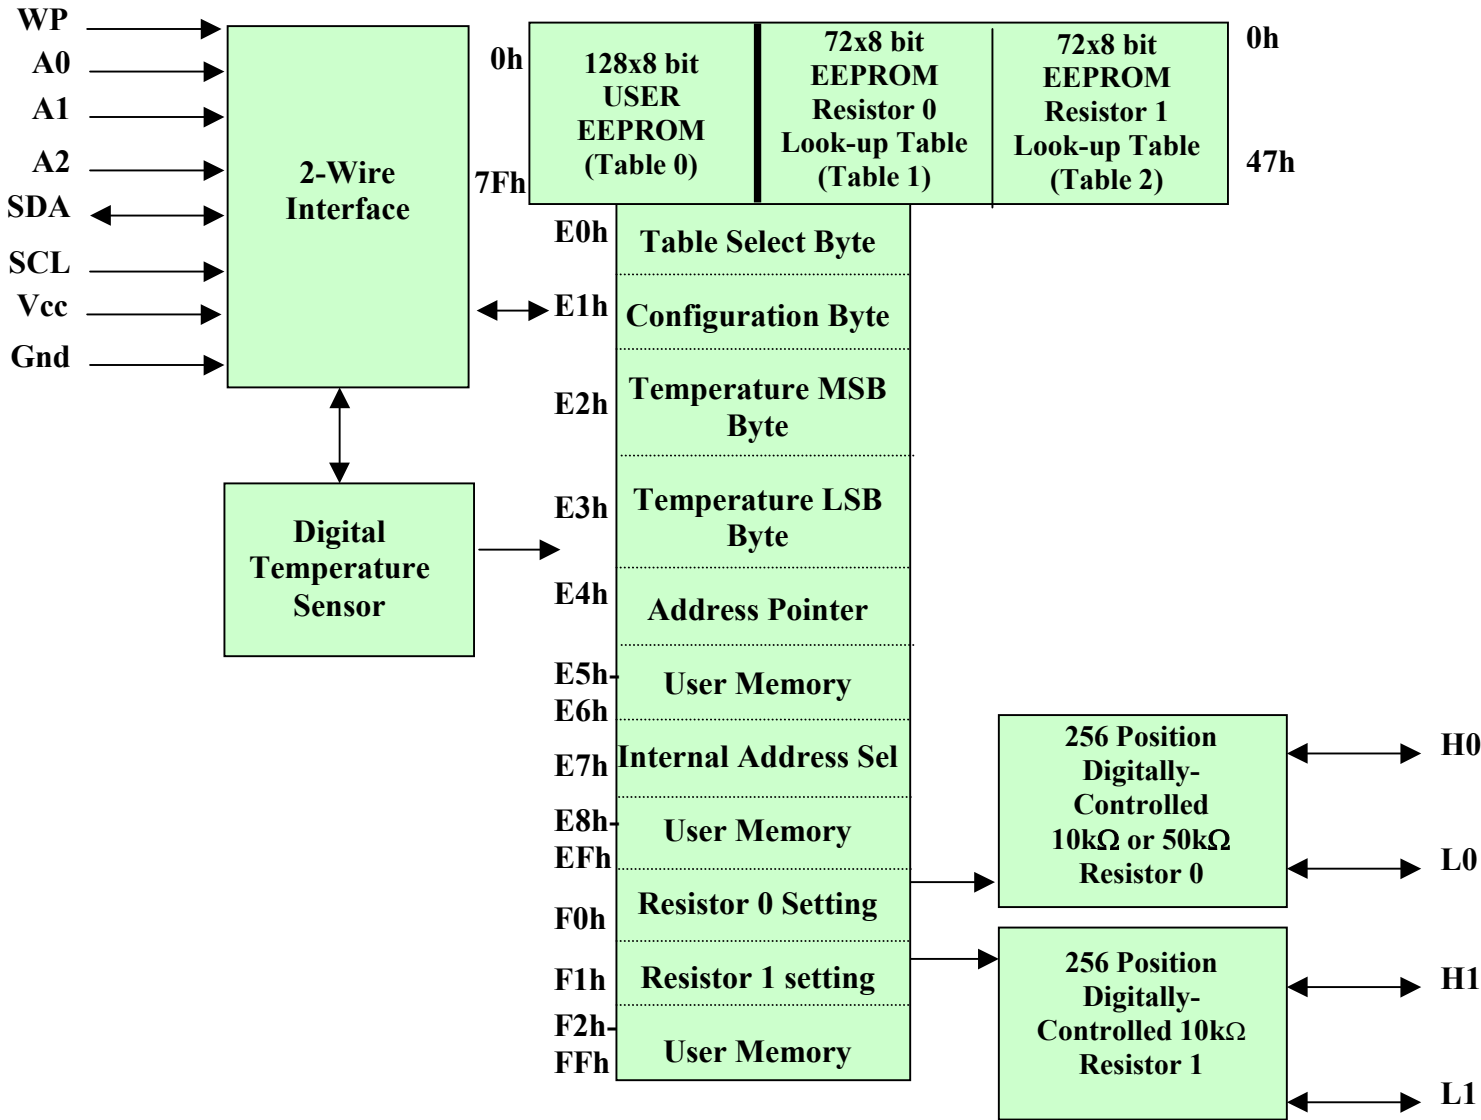 WP
A0
A1
A2
SDA
SCL
Vcc
Gnd
2-Wire
Interface
Digital
Temperature
Sensor
0h
7Fh
128x8 bit
USER
EEPROM
(Table 0)
72x8 bit
EEPROM
Resistor 0
Look-up Table
(Table 1)
72x8 bit
EEPROM
Resistor 1
Look-up Table
(Table 2)
0h
47h
E0h
Table Select Byte
E1h
Configuration Byte
E2h
Temperature MSB
Byte
E3h
Temperature LSB
Byte
E4h
Address Pointer
E5h-
E6h
User Memory
E7h
Internal Address Sel
E8h-
EFh
User Memory
F0h
Resistor 0 Setting
F1h
Resistor 1 setting
F2h-
FFh
User Memory
256 Position
Digitally-
Controlled
10kΩ or 50kΩ
Resistor 0
H0
L0
256 Position
Digitally-
Controlled 10kΩ
Resistor 1
H1
L1